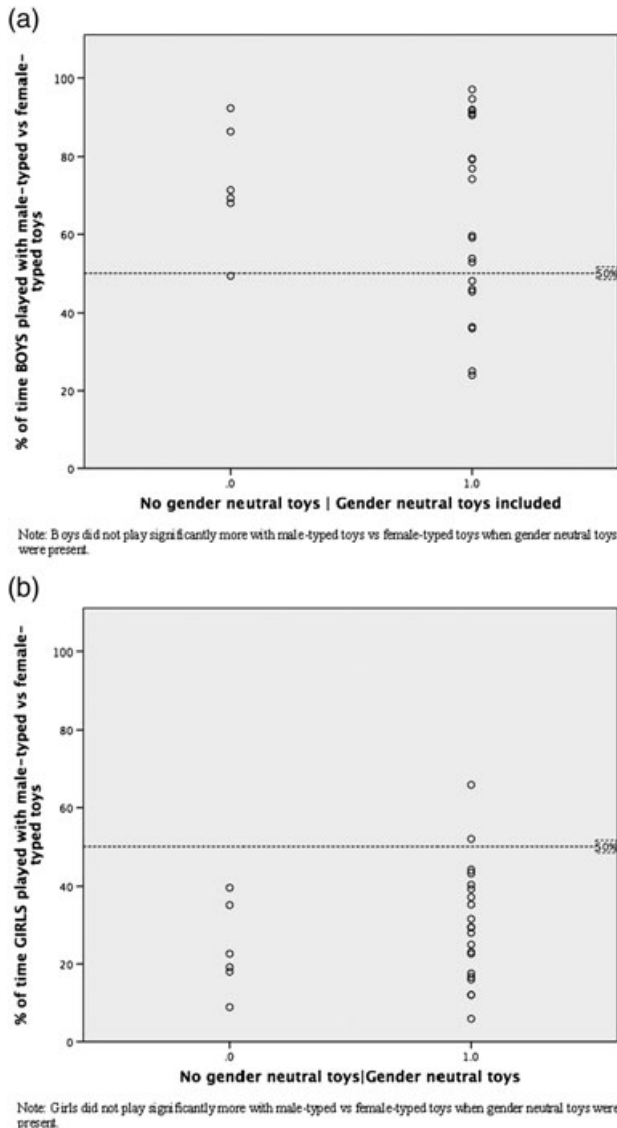 (a)
% of time BOYS played with male-typed vs female-
typed toys
100
80
60
40
20
0
50%
.0
1.0
No gender neutral toys | Gender neutral toys included
Note: Boys did not play significantly more with male-typed toys vs female-typed toys when gender neutral toys
were present.
(b)
% of time GIRLS played with male-typed vs female-
typed toys
100
80
60
40
20
0
50%
.0
1.0
No gender neutral toys|Gender neutral toys
Note: Girls did not play significantly more with male-typed vs female-typed toys when gender neutral toys were
present.